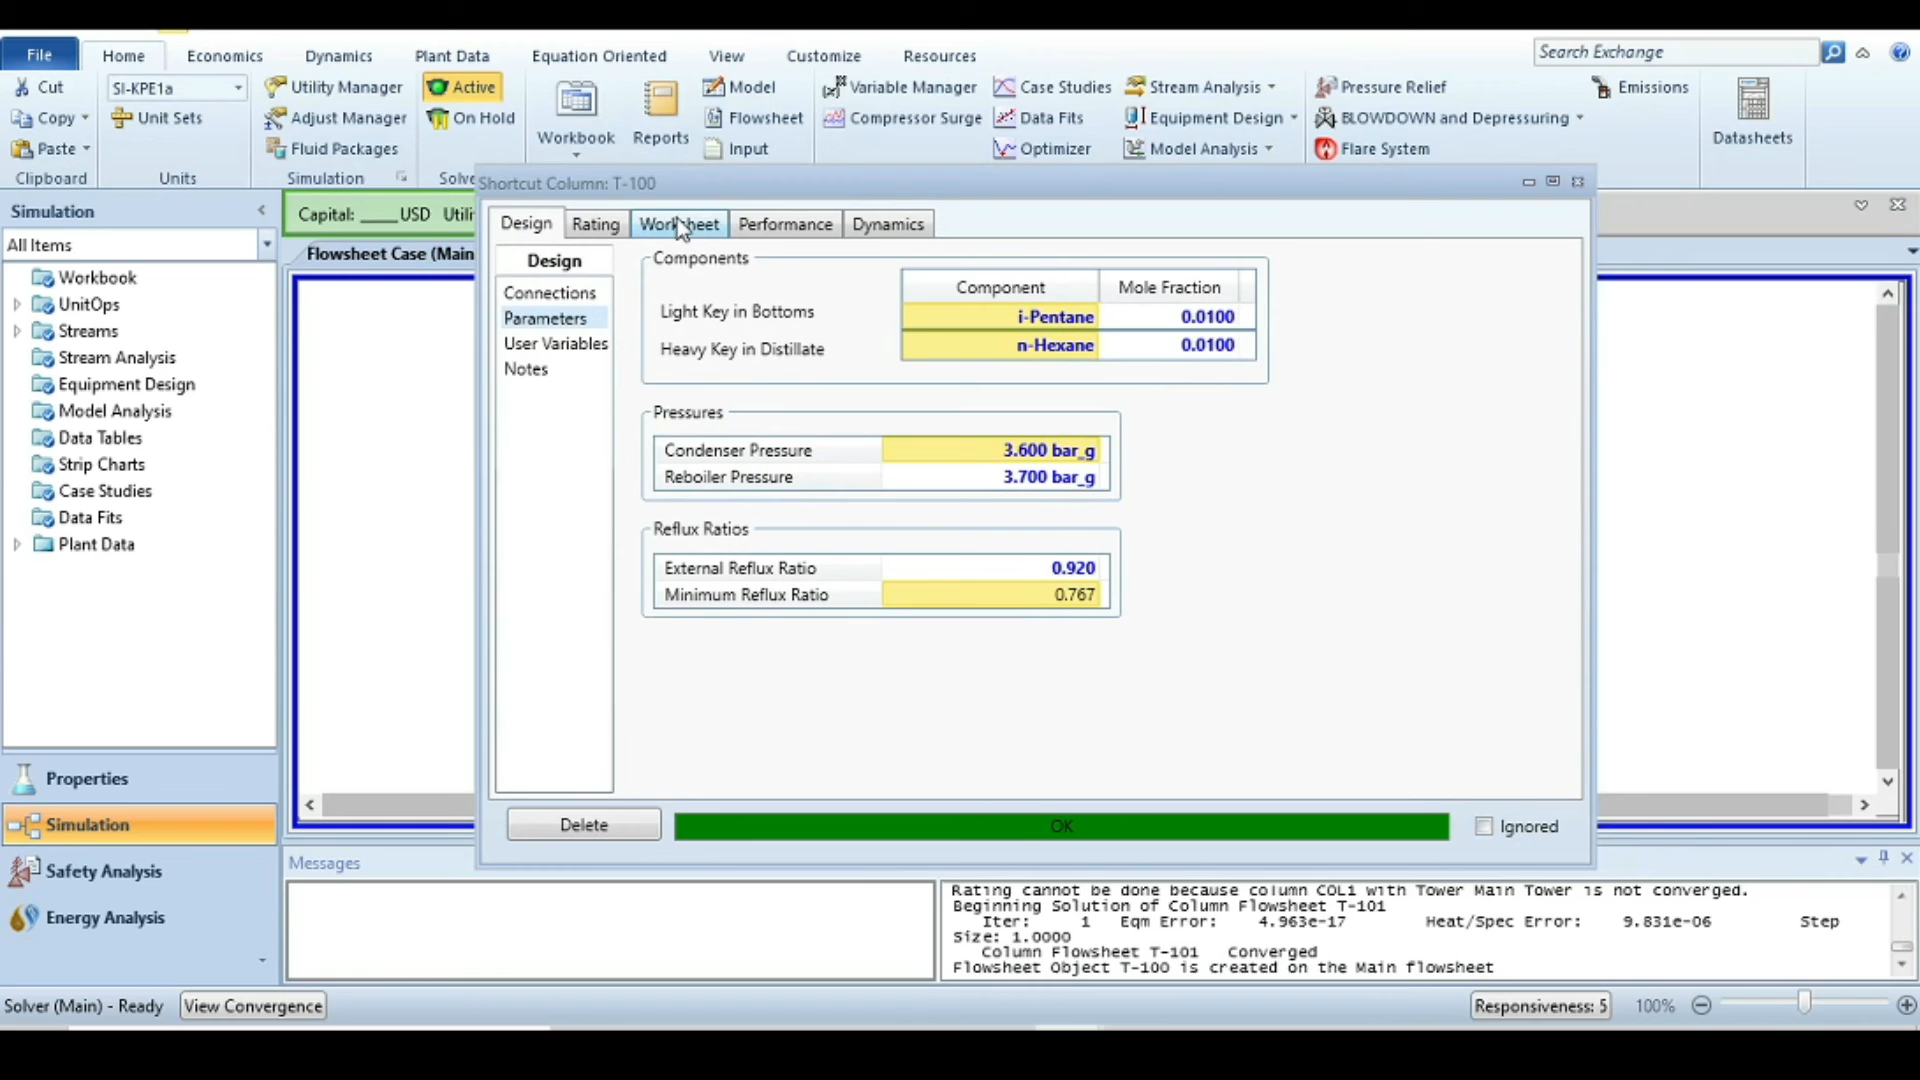 File Home Economics Dynamics Plant Data Equation Oriented View Customize Resources Search Exchange
Cut SI-KPE1a Utility Manager Active Model Variable Manager Case Studies Stream Analysis Pressure Relief Emissions
Copy Unit Sets Adjust Manager On Hold Workbook Reports Flowsheet Compressor Surge Data Fits Equipment Design BLOWDOWN and Depressuring Datasheets
Paste Fluid Packages Input Optimizer Model Analysis Flare System
Clipboard Units Simulation Solve
Shortcut Column: T-100
Simulation
Capital: _____USD Utili
All Items
Flowsheet Case (Main
Workbook
UnitOps
Streams
Stream Analysis
Equipment Design
Model Analysis
Data Tables
Strip Charts
Case Studies
Data Fits
Plant Data
Properties
Simulation
Safety Analysis
Energy Analysis
Design Rating Worksheet Performance Dynamics
Design
Connections
Parameters
User Variables
Notes
Components
Component Mole Fraction
Light Key in Bottoms i-Pentane 0.0100
Heavy Key in Distillate n-Hexane 0.0100
Pressures
Condenser Pressure 3.600 bar_g
Reboiler Pressure 3.700 bar_g
Reflux Ratios
External Reflux Ratio 0.920
Minimum Reflux Ratio 0.767
Delete OK Ignored
Messages
Rating cannot be done because column COL1 with Tower Main Tower is not converged.
Beginning Solution of Column Flowsheet T-101
Iter: 1 Eqm Error: 4.963e-17 Heat/Spec Error: 9.831e-06 Step
Size: 1.0000
Column Flowsheet T-101 Converged
Flowsheet Object T-100 is created on the Main flowsheet
Solver (Main) - Ready View Convergence Responsiveness: 5 100%